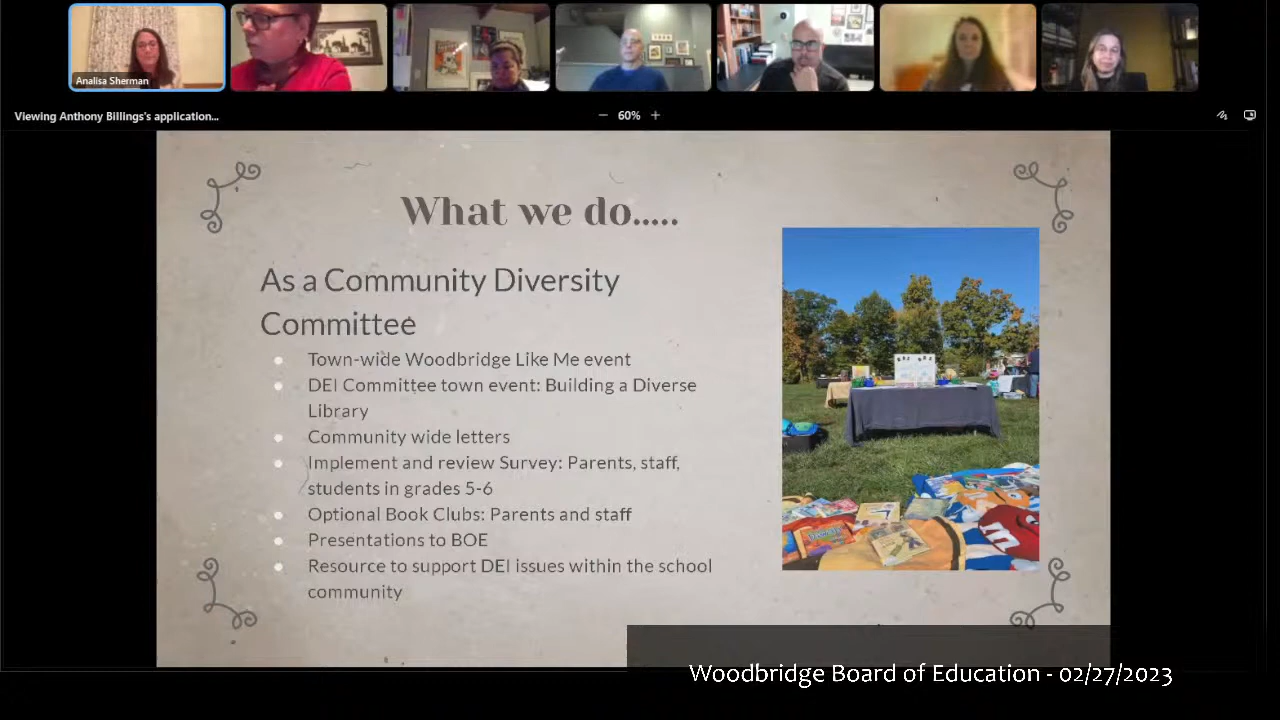 Analisa Sherman
Viewing Anthony Billings's application...
60%
What we do.....
As a Community Diversity
Committee
Town-wide Woodbridge Like Me event
DEI Committee town event: Building a Diverse
Library
Community wide letters
Implement and review Survey: Parents, staff,
students in grades 5-6
Optional Book Clubs: Parents and staff
Presentations to BOE
Resource to support DEI issues within the school
community
Woodbridge Board of Education - 02/27/2023